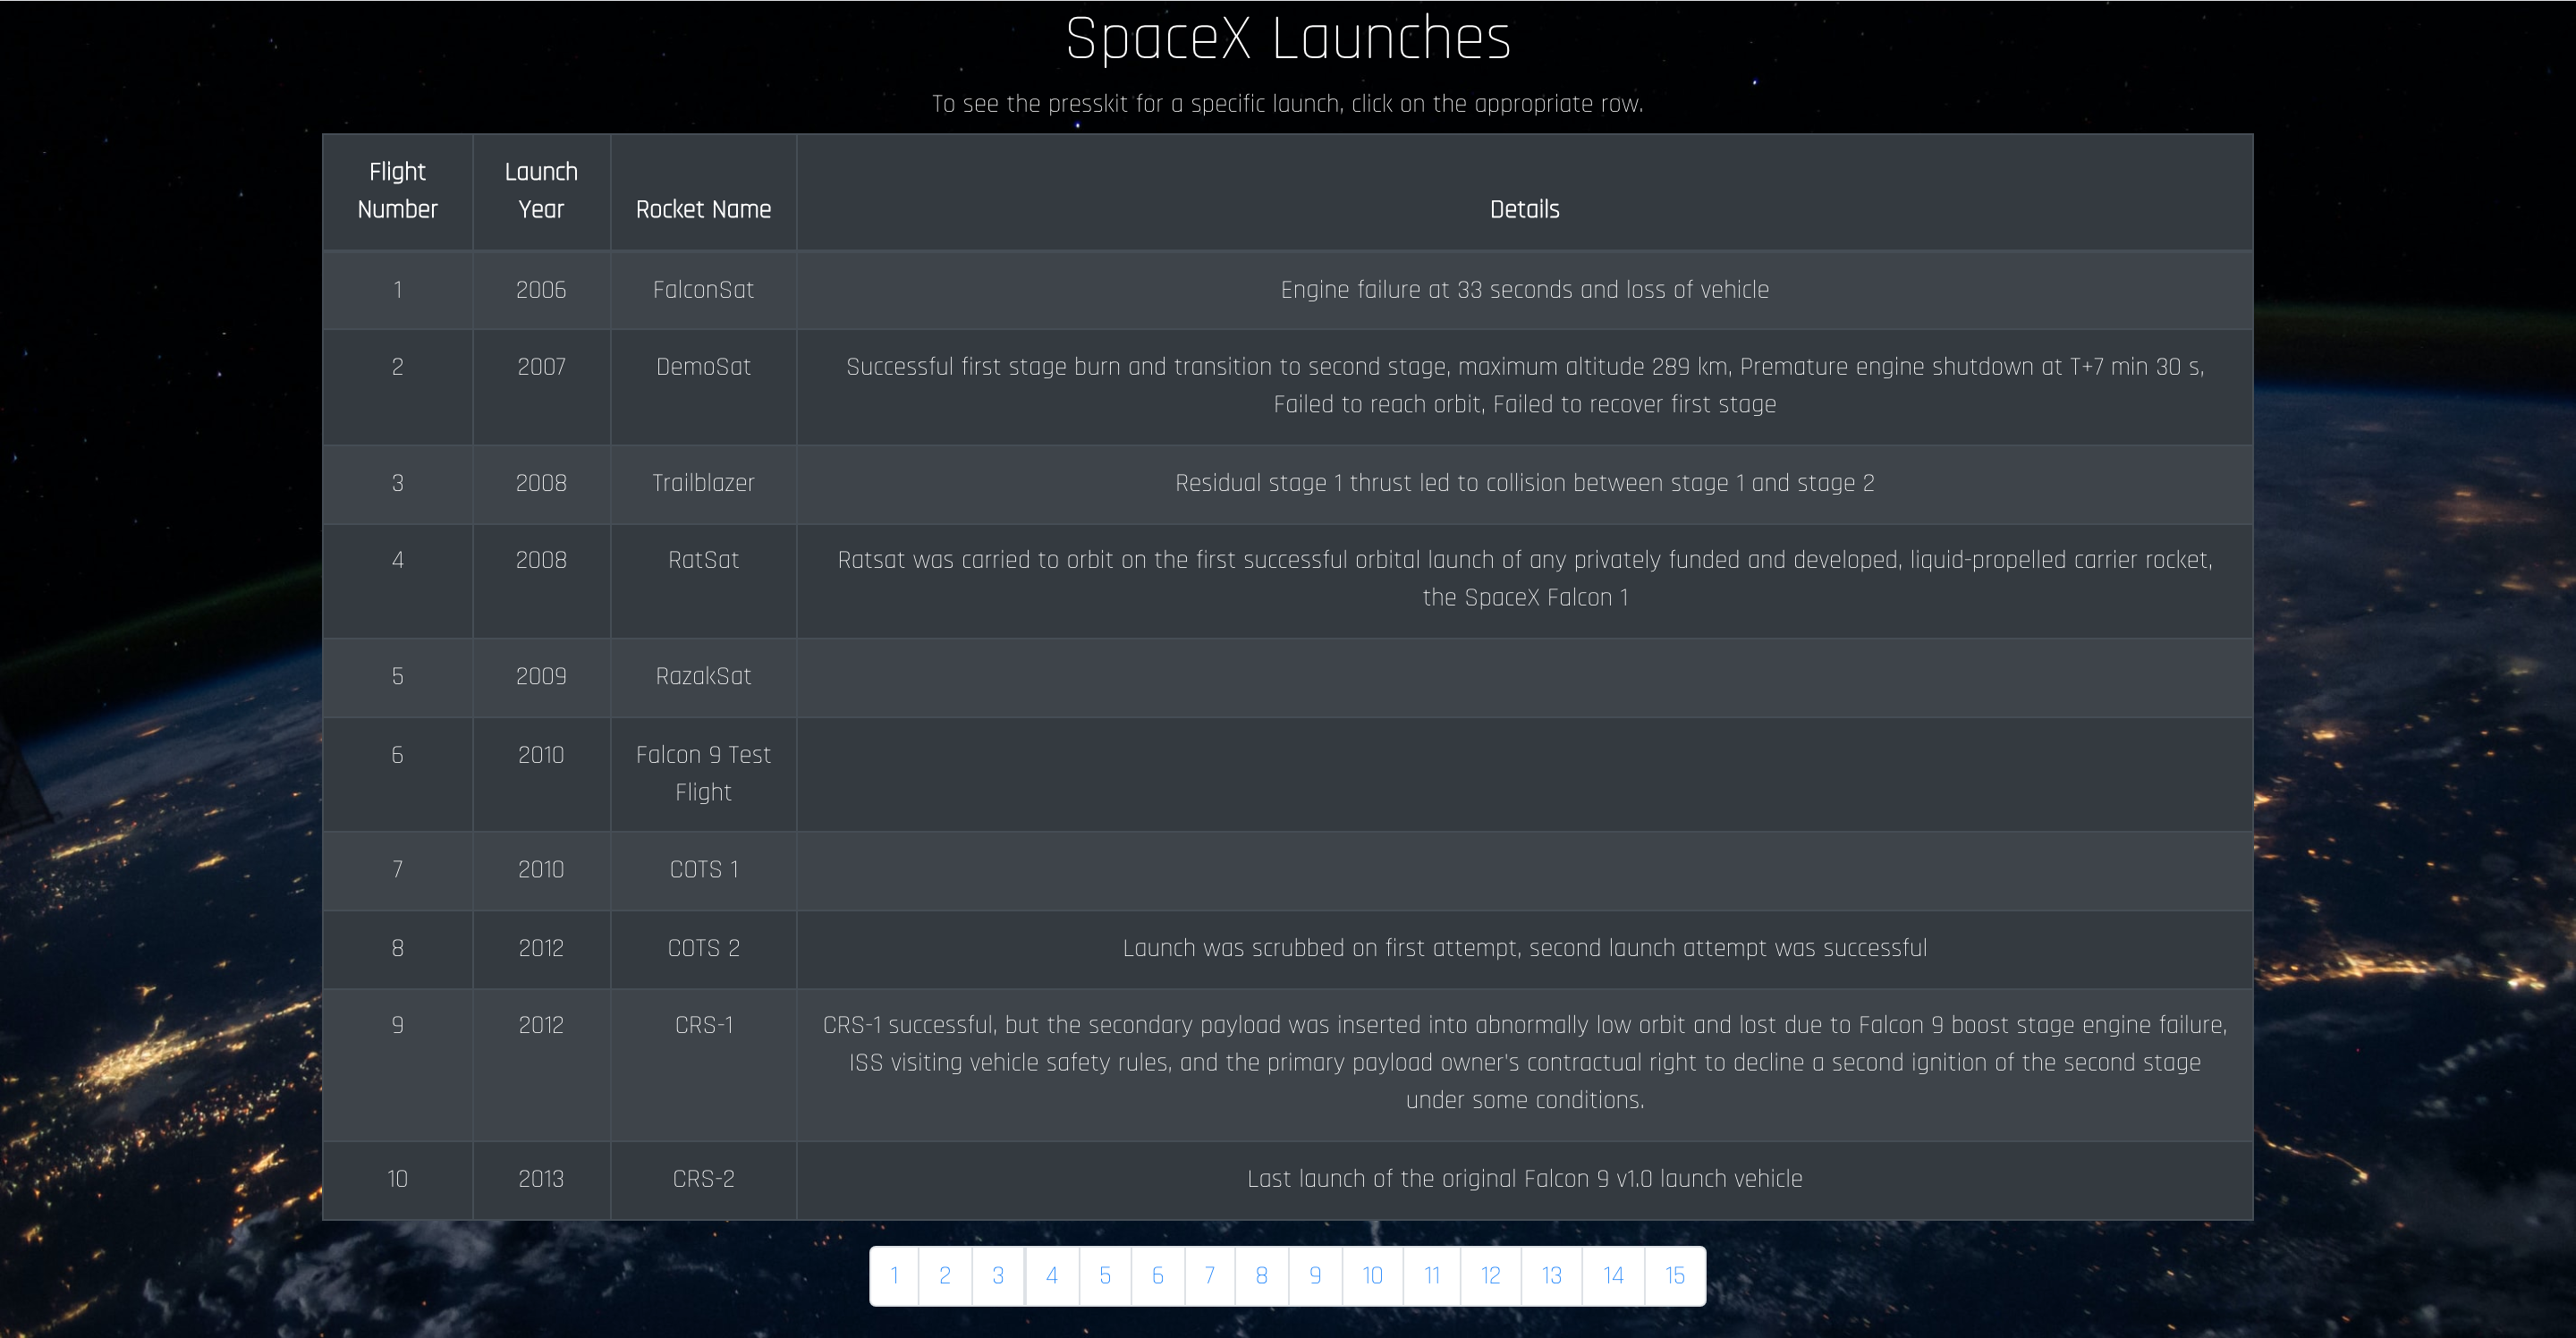 SpaceX Launches
To see the presskit for a specific launch, click on the appropriate row.
Flight Number
Launch Year
Rocket Name
Details
1
2006
FalconSat
Engine failure at 33 seconds and loss of vehicle
2
2007
DemoSat
Successful first stage burn and transition to second stage, maximum altitude 289 km, Premature engine shutdown at T+7 min 30 s,
Failed to reach orbit, Failed to recover first stage
3
2008
Trailblazer
Residual stage 1 thrust led to collision between stage 1 and stage 2
4
2008
RatSat
Ratsat was carried to orbit on the first successful orbital launch of any privately funded and developed, liquid-propelled carrier rocket,
the SpaceX Falcon 1
5
2009
RazakSat
6
2010
Falcon 9 Test
Flight
7
2010
COTS 1
8
2012
COTS 2
Launch was scrubbed on first attempt, second launch attempt was successful
9
2012
CRS-1
CRS-1 successful, but the secondary payload was inserted into abnormally low orbit and lost due to Falcon 9 boost stage engine failure,
ISS visiting vehicle safety rules, and the primary payload owner's contractual right to decline a second ignition of the second stage
under some conditions.
10
2013
CRS-2
Last launch of the original Falcon 9 v1.0 launch vehicle
1 2 3 4 5 6 7 8 9 10 11 12 13 14 15